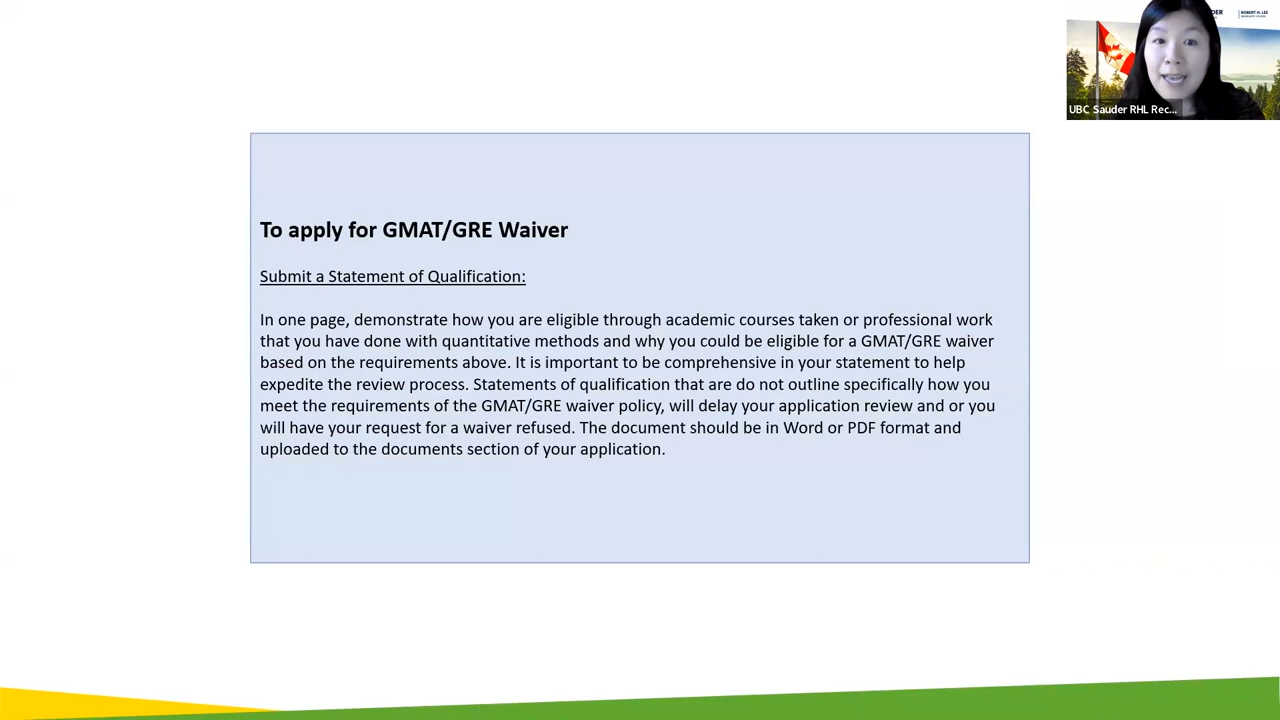 DER
ROBERT H. LEE
To apply for GMAT/GRE Waiver
Submit a Statement of Qualification:
In one page, demonstrate how you are eligible through academic courses taken or professional work
that you have done with quantitative methods and why you could be eligible for a GMAT/GRE waiver
based on the requirements above. It is important to be comprehensive in your statement to help
expedite the review process. Statements of qualification that are do not outline specifically how you
meet the requirements of the GMAT/GRE waiver policy, will delay your application review and or you
will have your request for a waiver refused. The document should be in Word or PDF format and
uploaded to the documents section of your application.
UBC Sauder RHL Rec...